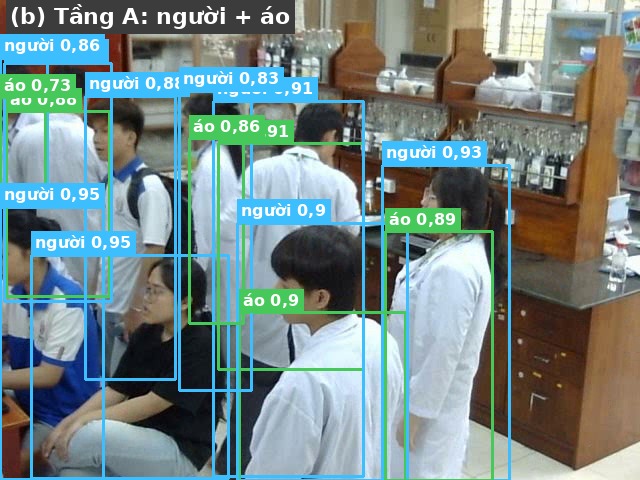 (b) Tầng A: người + áo
người 0,86
áo 0,73
áo 0,88
người 0,88
người 0,83
người 0,91
áo 0,86
91
người 0,93
người 0,95
người 0,9
áo 0,89
người 0,95
áo 0,9